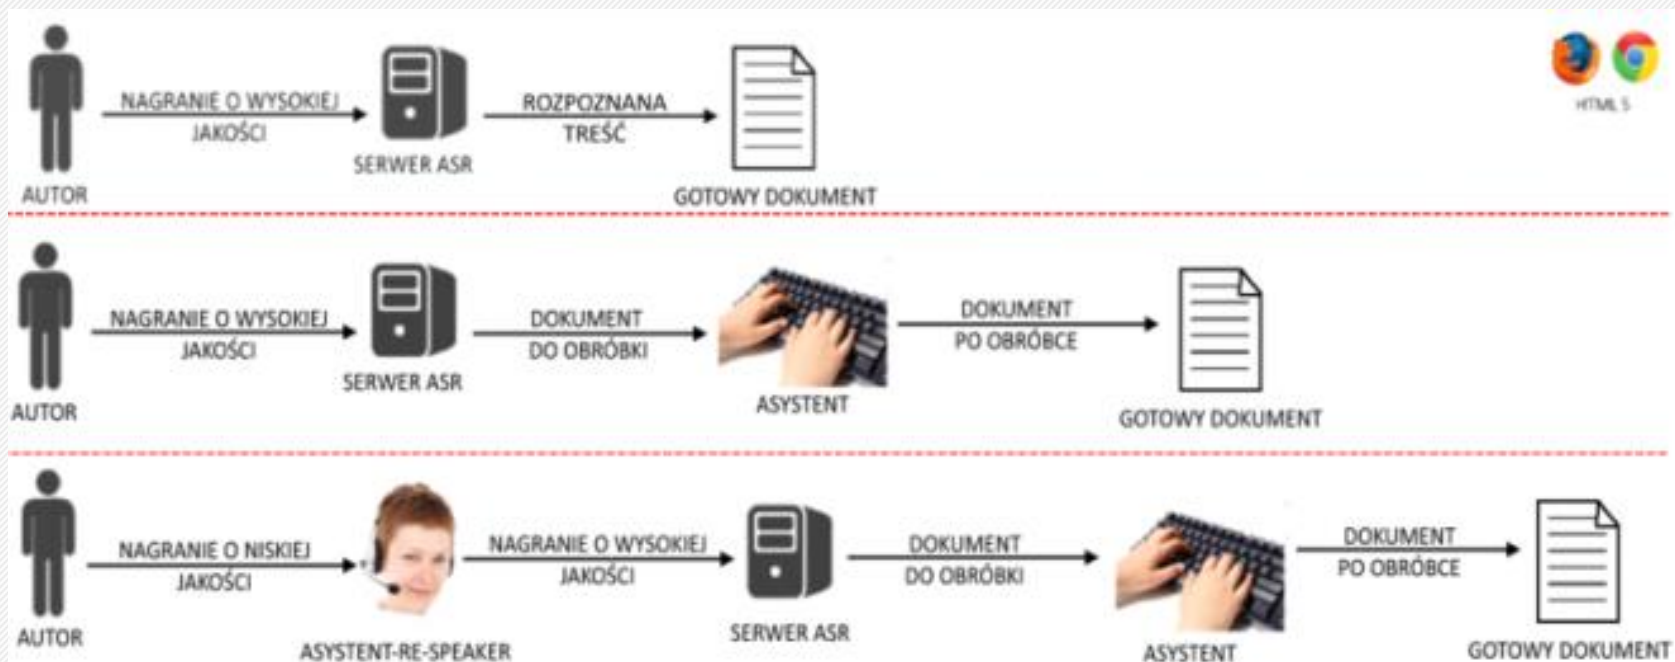 NAGRANIE O WYSOKIEJ
JAKOŚCI
ROZPOZNANA
TREŚĆ
HTML 5
SERWER ASR
AUTOR
GOTOWY DOKUMENT
NAGRANIE O WYSOKIEJ
JAKOŚCI
DOKUMENT
DO OBRÓBKI
DOKUMENT
PO OBRÓBCE
SERWER ASR
AUTOR
ASYSTENT
GOTOWY DOKUMENT
NAGRANIE O NISKIEJ
JAKOŚCI
NAGRANIE O WYSOKIEJ
JAKOŚCI
DOKUMENT
DO OBRÓBKI
DOKUMENT
PO OBRÓBCE
AUTOR
ASYSTENT-RE-SPEAKER
SERWER ASR
ASYSTENT
GOTOWY DOKUMENT